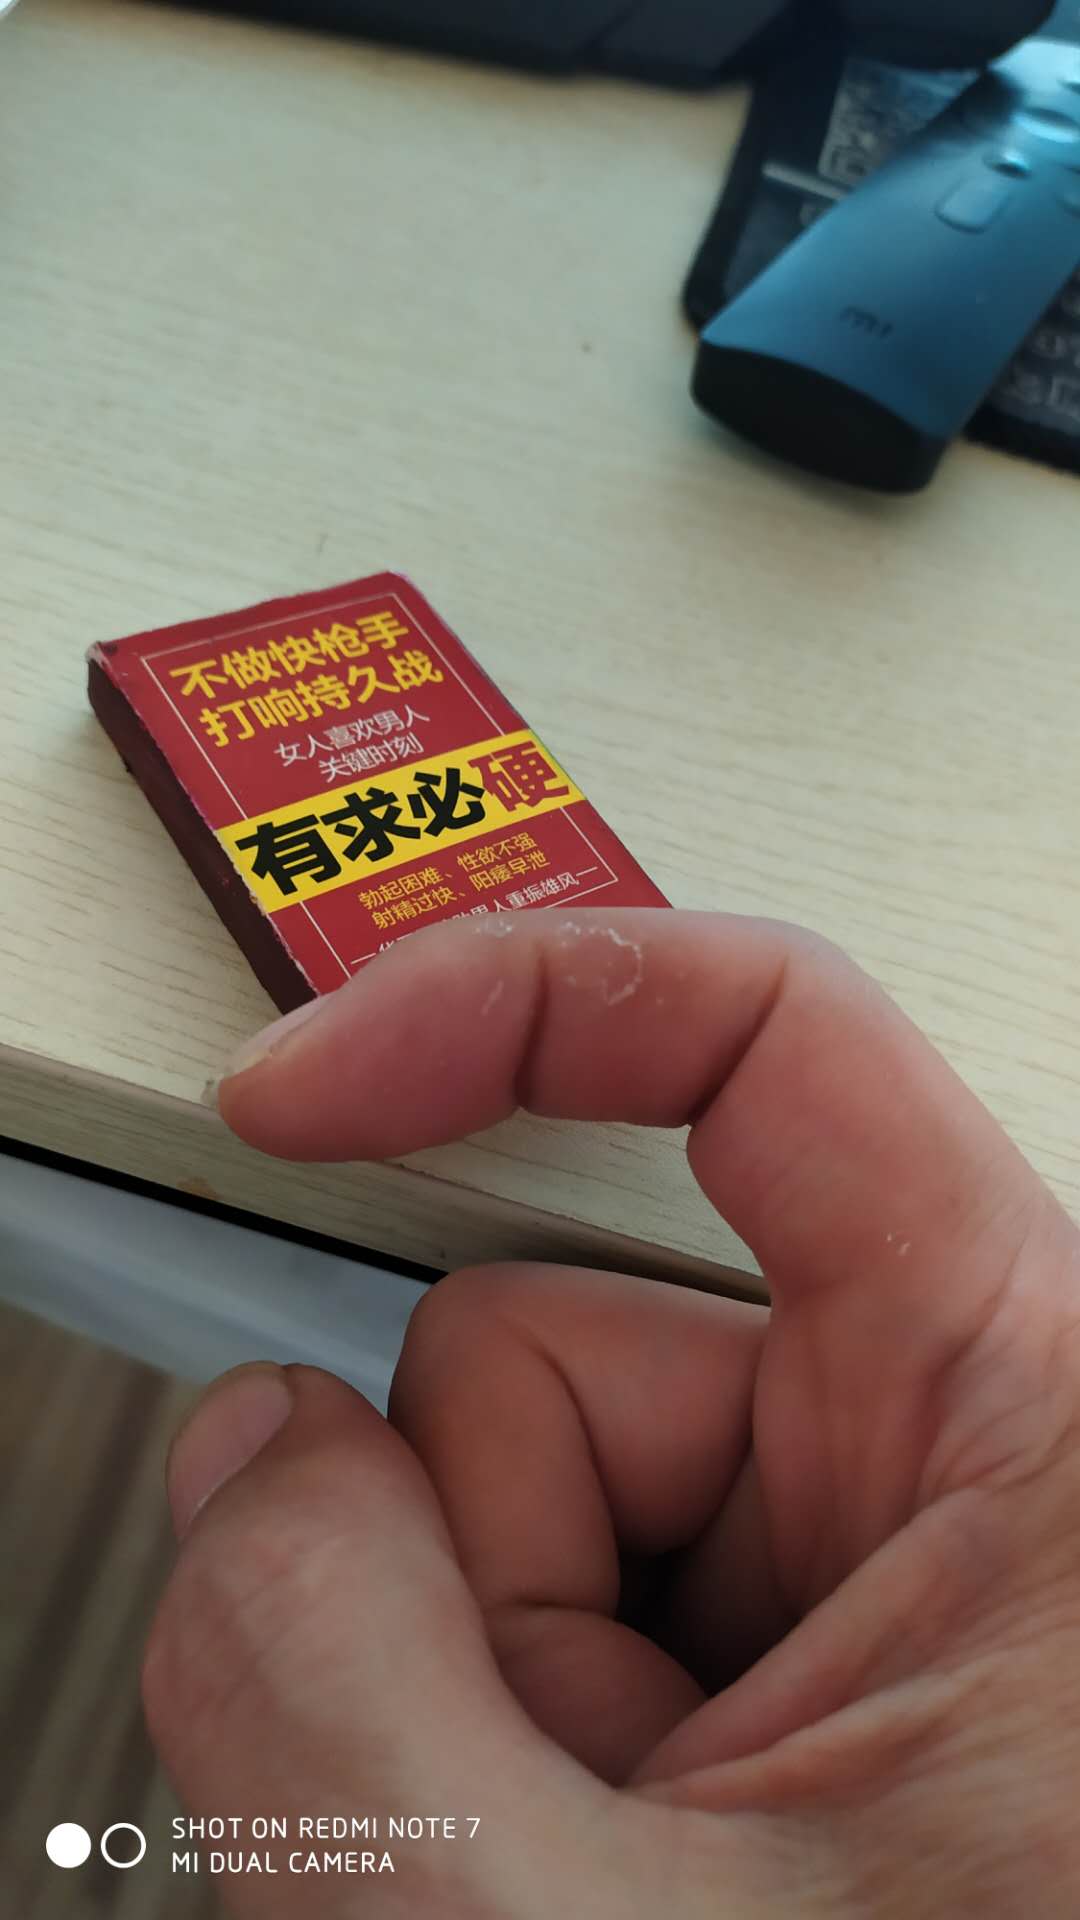 mi
不做快枪手
打响持久战
女人喜欢男人
关键时刻
有求必硬
勃起困难、性欲不强
射精过快、阳痿早泄
男人重振雄风
SHOT ON REDMI NOTE 7
MI DUAL CAMERA